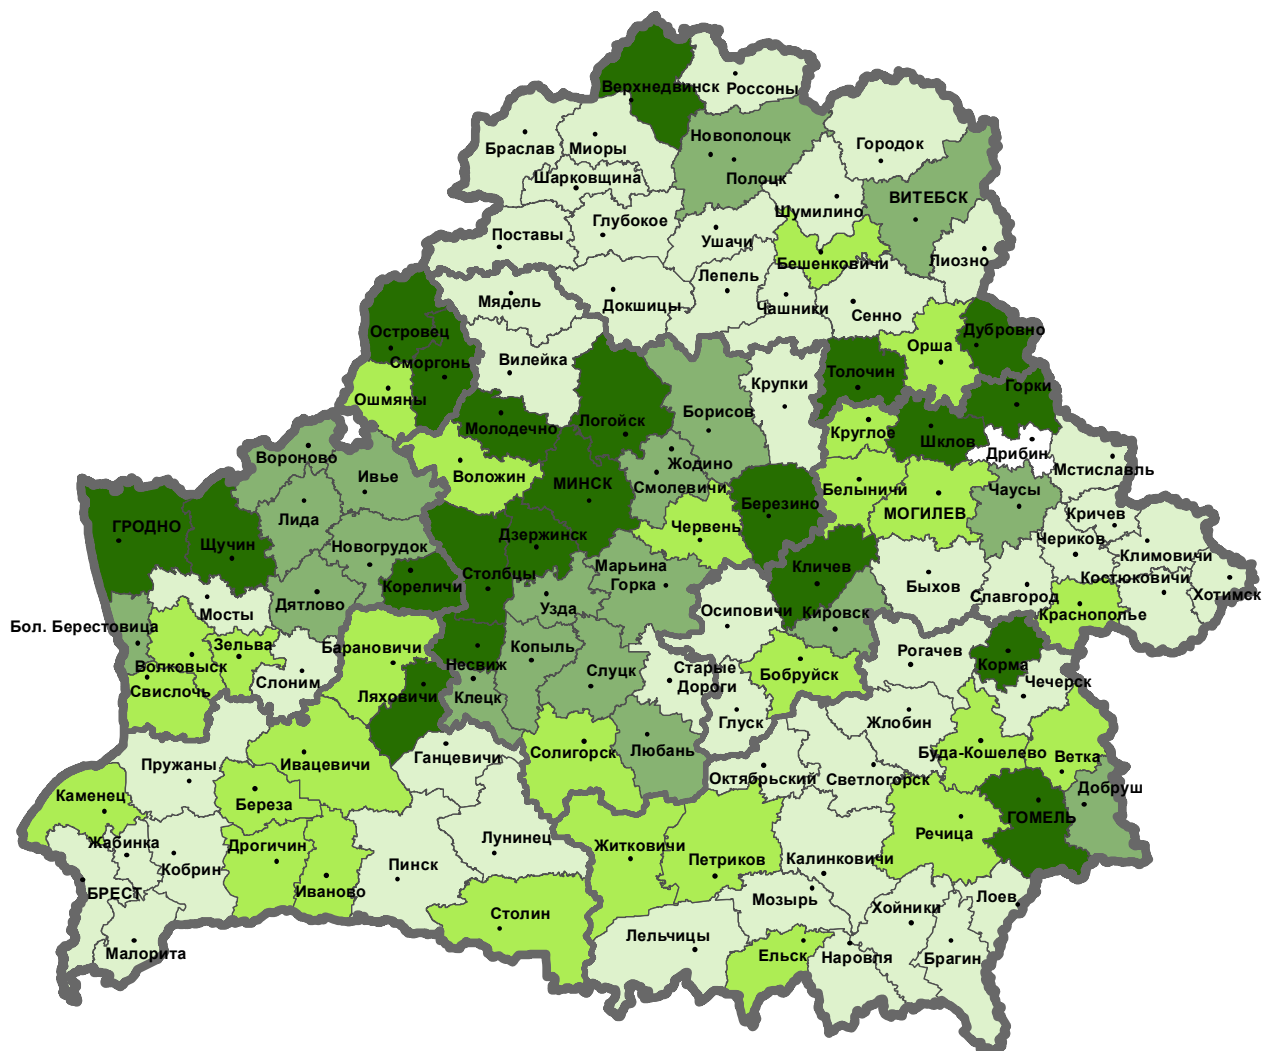 Верхнедвинск
Россоны
Новополоцк
Браслав
Миоры
Городок
Шарковщина
Полоцк
ВИТЕБСК
Шумилино
Глубокое
Поставы
Ушачи
Лиозно
Бешенковичи
Лепель
Мядель
Докшицы
Чашники
Сенно
Островец
Дубровно
Орша
Сморгонь
Вилейка
Толочин
Крупки
Горки
Ошмяны
Борисов
Логойск
Молодечно
Круглое
Шклов
Дрибин
Вороново
Жодино
Мстиславль
Ивье
Воложин
МИНСК
Смолевичи
Белыничи
Чаусы
Березино
МОГИЛЕВ
Кричев
Лида
ГРОДНО
Червень
Дзержинск
Чериков
Щучин
Новогрудок
Климовичи
Марьина
Горка
Кличев
Столбцы
Костюковичи
Кореличи
Быхов
Славгород
Хотимск
Дятлово
Узда
Мосты
Осиповичи
Кировск
Краснополье
Бол. Берестовица
Зельва
Барановичи
Копыль
Рогачев
Волковыск
Несвиж
Слуцк
Старые
Дороги
Бобруйск
Корма
Слоним
Свислочь
Ляховичи
Клецк
Чечерск
Глуск
Жлобин
Солигорск
Любань
Буда-Кошелево
Ганцевичи
Ветка
Пружаны
Ивацевичи
Октябрьский
Светлогорск
Добруш
Каменец
Береза
ГОМЕЛЬ
Речица
Жабинка
Дрогичин
Лунинец
Житковичи
Петриков
Калинковичи
Кобрин
Пинск
БРЕСТ
Иваново
Мозырь
Лоев
Хойники
Столин
Лельчицы
Малорита
Ельск
Наровля
Брагин